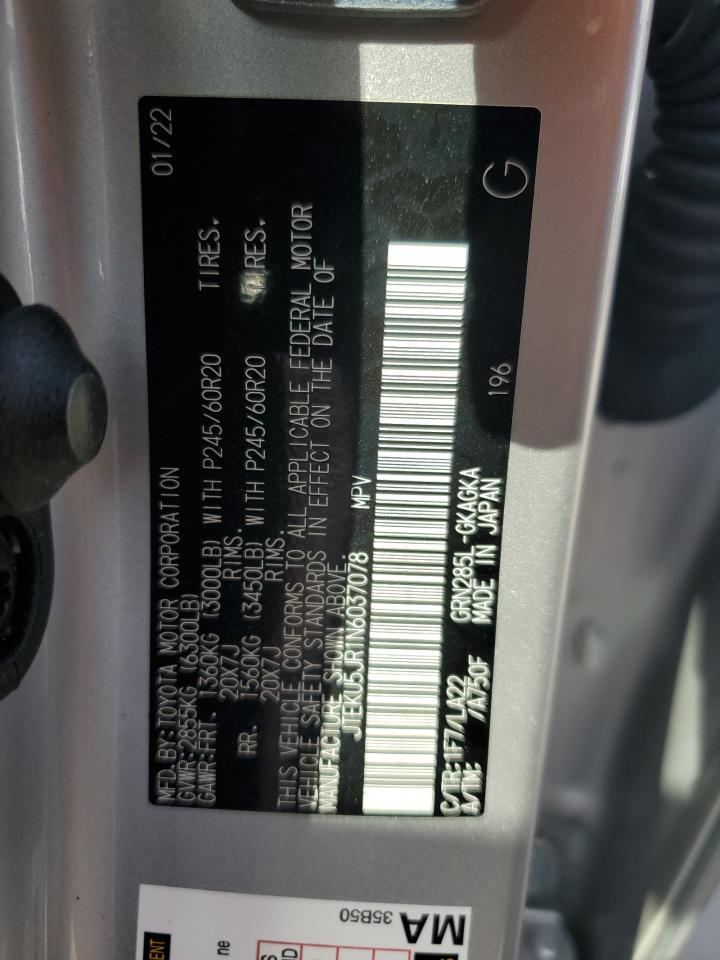 MFD. BY: TOYOTA MOTOR CORPORATION 01/22
GVWR: 2855KG (6300LB)
GAWR: FRT. 1360KG (3000LB) WITH P245/60R20 TIRES,
20X7J RIMS,
RR. 1560KG (3450LB) WITH P245/60R20 TIRES,
20X7J RIMS.
THIS VEHICLE CONFORMS TO ALL APPLICABLE FEDERAL MOTOR
VEHICLE SAFETY STANDARDS IN EFFECT ON THE DATE OF
MANUFACTURE SHOWN ABOVE.
JTEKU5JR1N6037078 MPV
C/TR: 1F7/LA22 GRN285L-GKAGKA
A/TM: /A750F MADE IN JAPAN
196 G
MA
35B50
ne